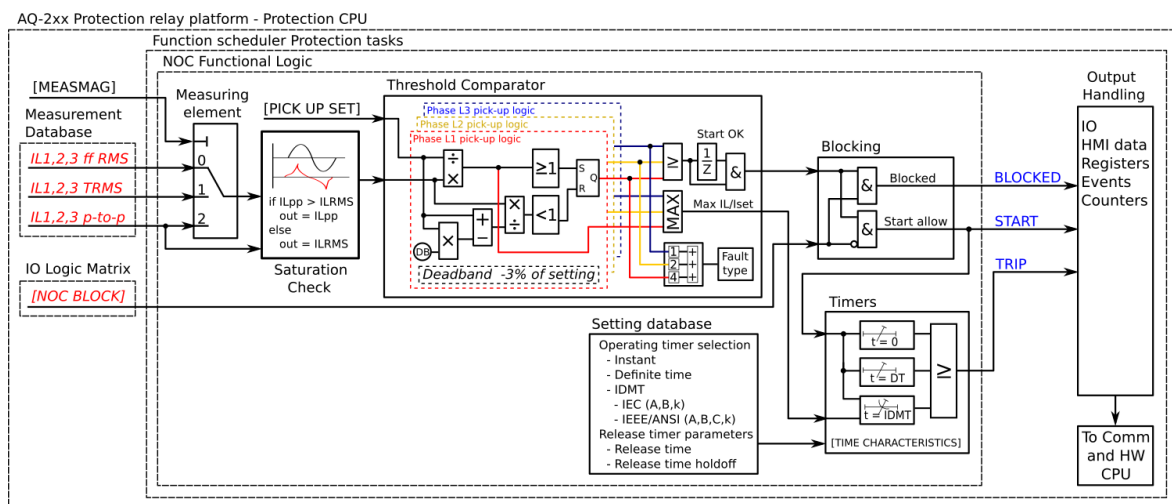 AQ-2xx Protection relay platform - Protection CPU
Function scheduler Protection tasks
NOC Functional Logic
[MEASMAG]
Measurement
Database
IL1,2,3 ff RMS
IL1,2,3 TRMS
IL1,2,3 p-to-p
IO Logic Matrix
[NOC BLOCK]
Measuring
element
0
1
2
[PICK UP SET]
if ILpp > ILRMS
out = ILpp
else
out = ILRMS
Saturation
Check
Threshold Comparator
Phase L3 pick-up logic
Phase L2 pick-up logic
Phase L1 pick-up logic
÷
×
≥1
S
R
Q
×
÷
<1
+
−
DB
×
Deadband -3% of setting
≥
Start OK
1
Z
&
MAX
Max IL/Iset
1 +
2 +
4 +
Fault
type
Blocking
&
Blocked
&
Start allow
BLOCKED
START
TRIP
Timers
t = 0
t = DT
t = IDMT
≥
[TIME CHARACTERISTICS]
Setting database
Operating timer selection
- Instant
- Definite time
- IDMT
- IEC (A,B,k)
- IEEE/ANSI (A,B,C,k)
Release timer parameters
- Release time
- Release time holdoff
Output
Handling
IO
HMI data
Registers
Events
Counters
To Comm
and HW
CPU